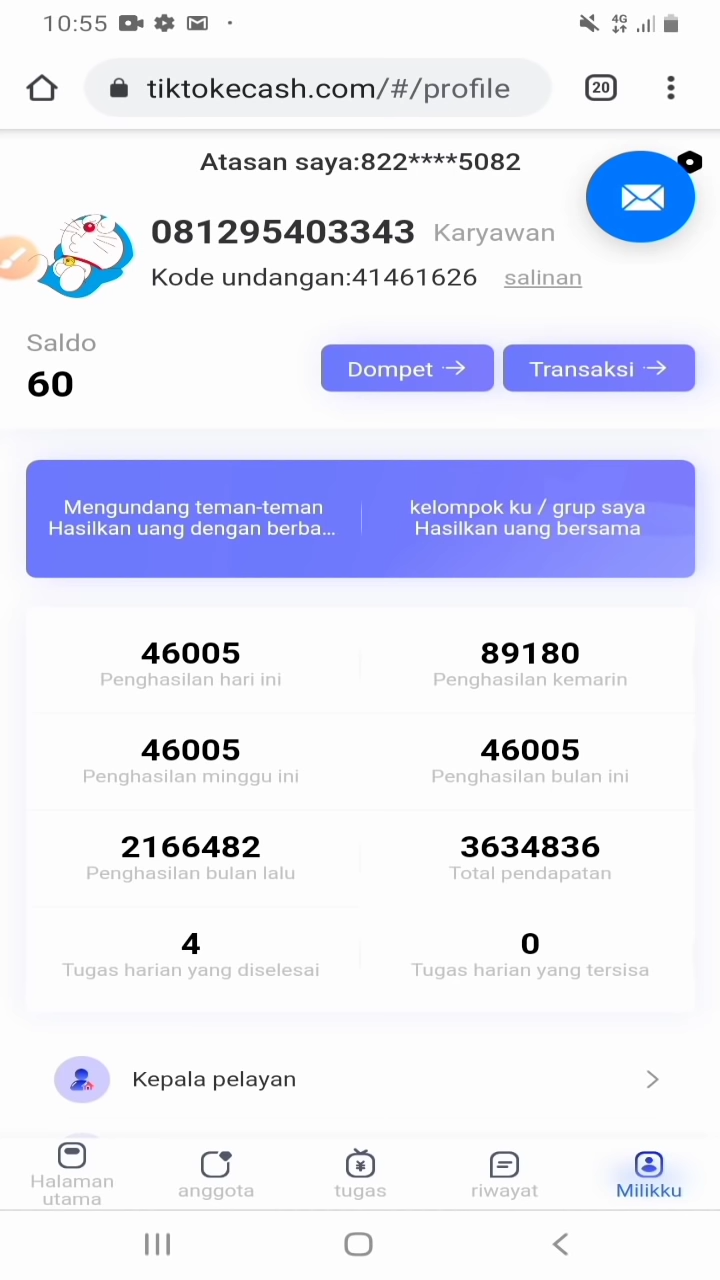 10:55
4G
tiktokecash.com/#/profile
20
Atasan saya:822****5082
081295403343 Karyawan
Kode undangan:41461626 salinan
Saldo
60
Dompet
Transaksi
Mengundang teman-teman
Hasilkan uang dengan berba...
kelompok ku / grup saya
Hasilkan uang bersama
46005
Penghasilan hari ini
89180
Penghasilan kemarin
46005
Penghasilan minggu ini
46005
Penghasilan bulan ini
2166482
Penghasilan bulan lalu
3634836
Total pendapatan
4
Tugas harian yang diselesai
0
Tugas harian yang tersisa
Kepala pelayan
Halaman
utama
anggota
¥
tugas
riwayat
Milikku